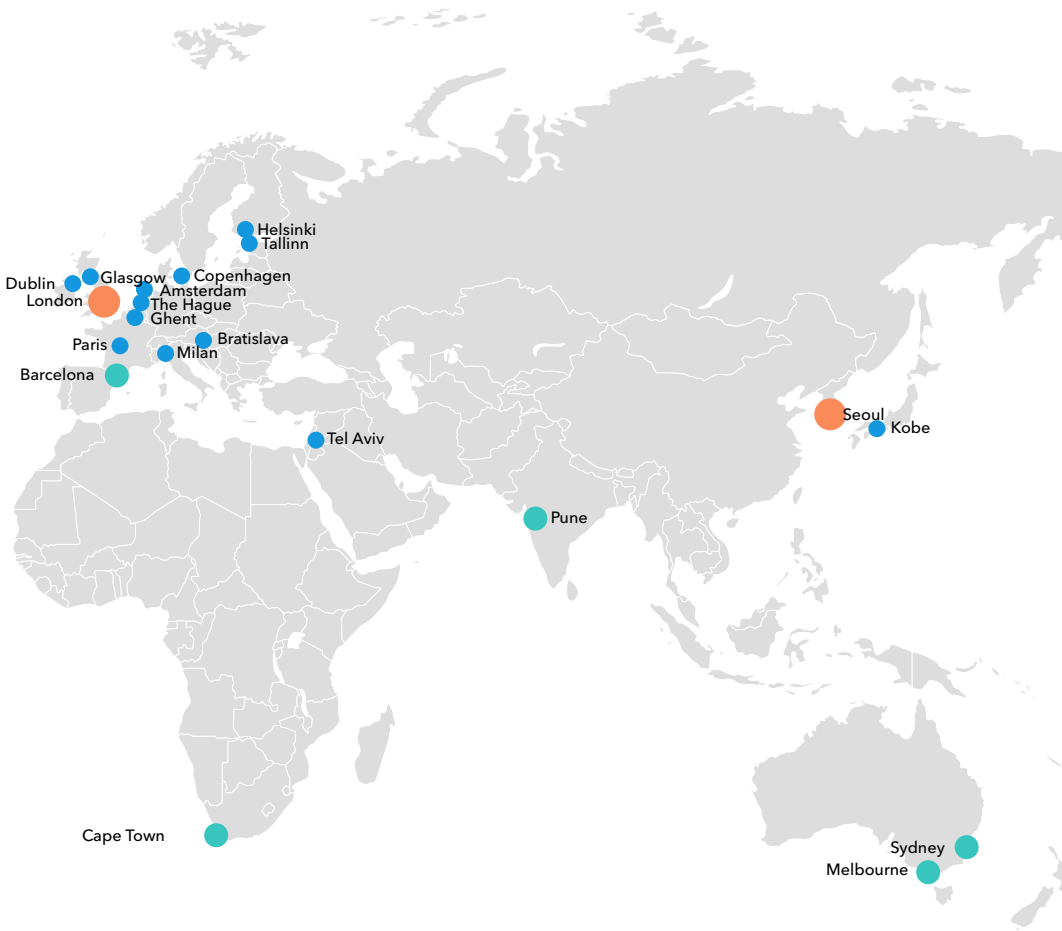 Helsinki
Tallinn
Copenhagen
Glasgow
Dublin
Amsterdam
London
The Hague
Ghent
Bratislava
Paris
Milan
Barcelona
Seoul
Kobe
Tel Aviv
Pune
Cape Town
Sydney
Melbourne